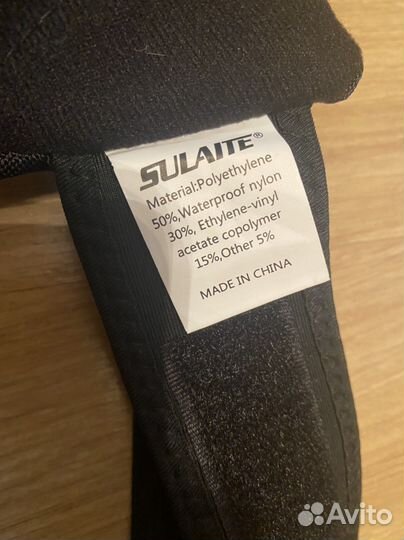 SULAITE®
Material:Polyethylene
50%,Waterproof nylon
30%, Ethylene-vinyl
acetate copolymer
15%,Other 5%
MADE IN CHINA
Avito